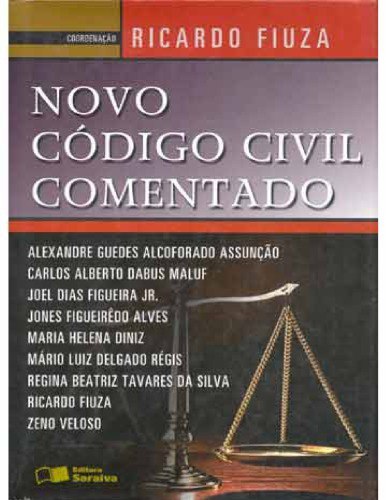 COORDENAÇÃO
RICARDO FIUZA
NOVO
CÓDIGO CIVIL
COMENTADO
ALEXANDRE GUEDES ALCOFORADO ASSUNÇÃO
CARLOS ALBERTO DABUS MALUF
JOEL DIAS FIGUEIRA JR.
JONES FIGUEIRÊDO ALVES
MARIA HELENA DINIZ
MÁRIO LUIZ DELGADO RÉGIS
REGINA BEATRIZ TAVARES DA SILVA
RICARDO FIUZA
ZENO VELOSO
Editora
Saraiva